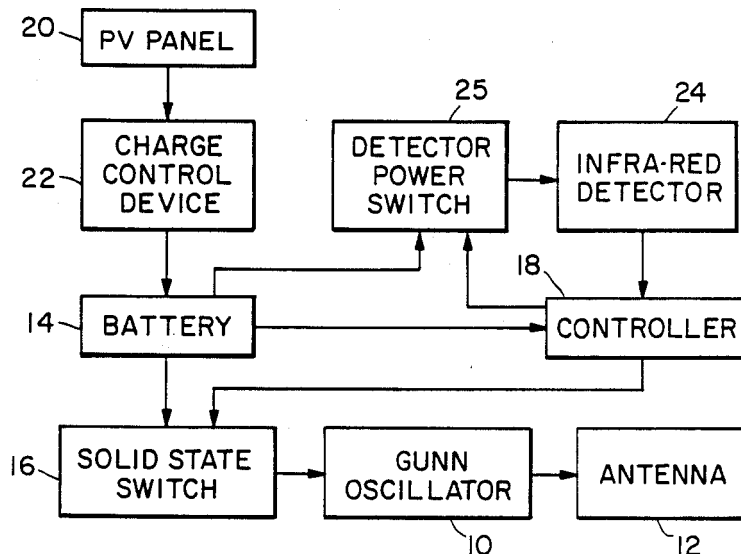 20
PV PANEL
22
CHARGE
CONTROL
DEVICE
25
DETECTOR
POWER
SWITCH
24
INFRA-RED
DETECTOR
14
BATTERY
18
CONTROLLER
16
SOLID STATE
SWITCH
GUNN
OSCILLATOR
10
ANTENNA
12